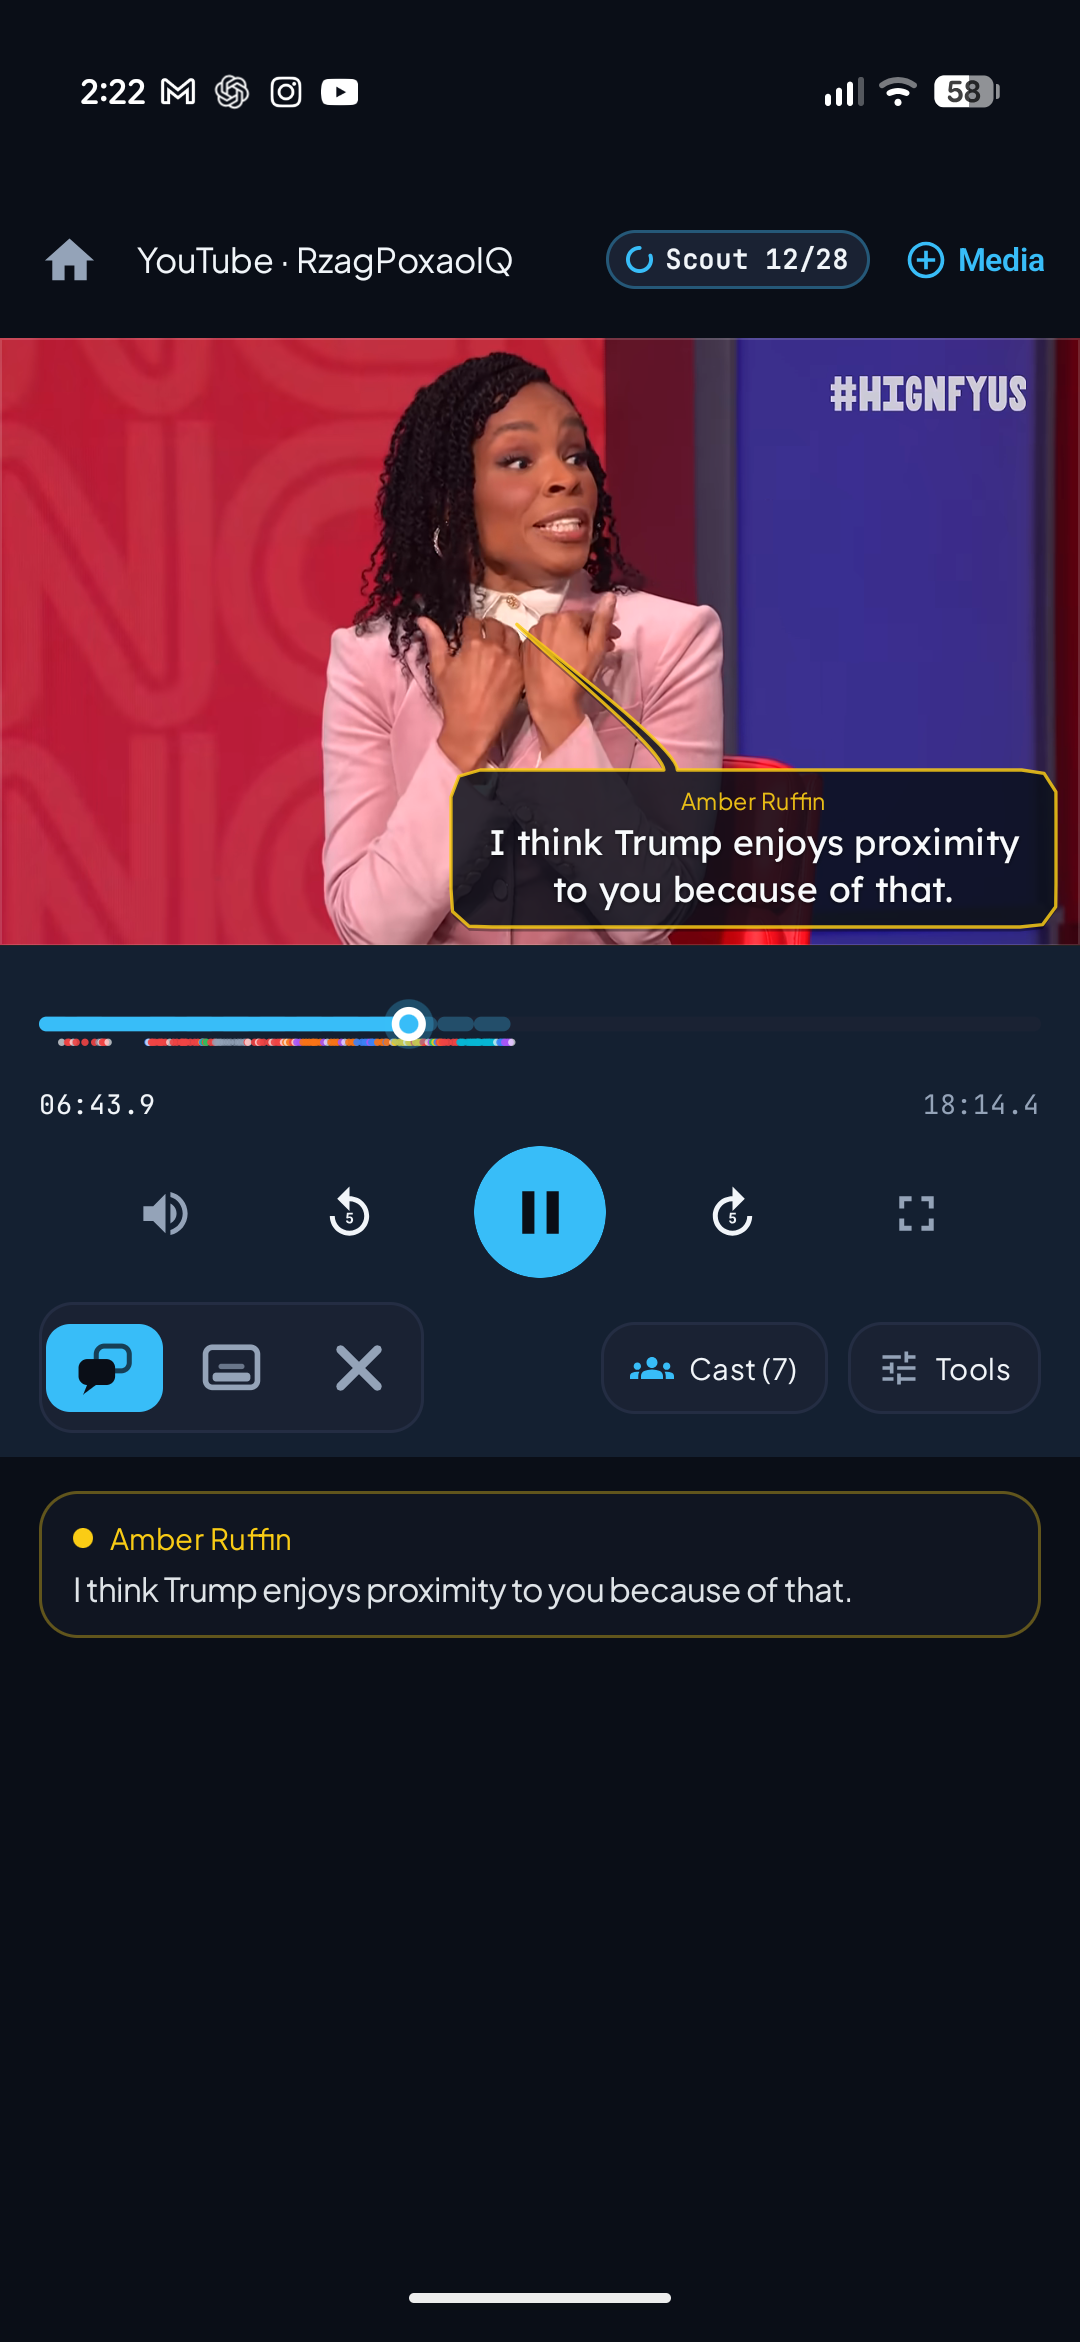 2:22
58
YouTube · RzagPoxaoIQ
Scout 12/28
Media
#HIGNFYUS
Amber Ruffin
I think Trump enjoys proximity
to you because of that.
06:43.9
18:14.4
5
5
Cast (7)
Tools
Amber Ruffin
I think Trump enjoys proximity to you because of that.